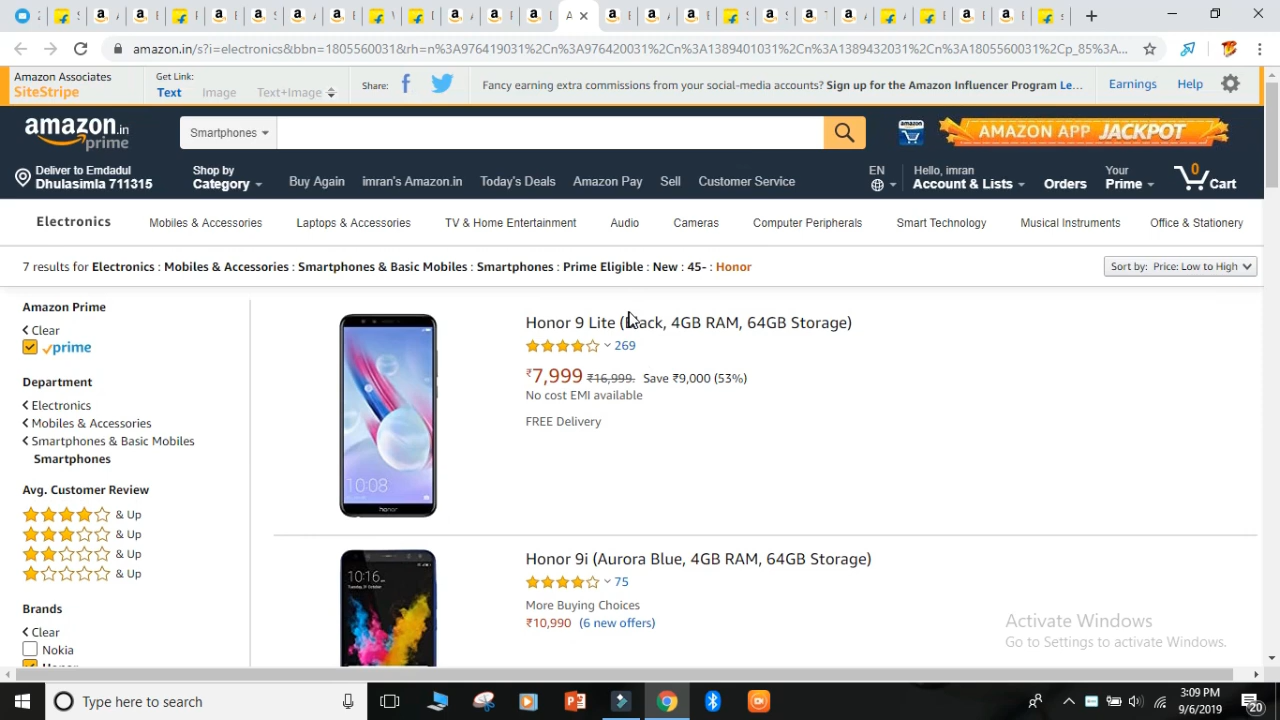 amazon.in/s?i=electronics&bbn=1805560031&rh=n%3A976419031%2Cn%3A976420031%2Cn%3A1389401031%2Cn%3A1389432031%2Cn%3A1805560031%2Cp_85%3A...
Amazon Associates
SiteStripe
Get Link:
Text Image Text+Image
Share:
Fancy earning extra commissions from your social-media accounts? Sign up for the Amazon Influencer Program Le...
Earnings Help
amazon.in
prime
Smartphones
amazon
AMAZON APP JACKPOT
Deliver to Emdadul
Dhulasimla 711315
Shop by
Category
Buy Again imran's Amazon.in Today's Deals Amazon Pay Sell Customer Service
EN
Hello, imran
Account & Lists
Orders
Your
Prime
0
Cart
Electronics Mobiles & Accessories Laptops & Accessories TV & Home Entertainment Audio Cameras Computer Peripherals Smart Technology Musical Instruments Office & Stationery
7 results for Electronics : Mobiles & Accessories : Smartphones & Basic Mobiles : Smartphones : Prime Eligible : New : 45- : Honor
Sort by: Price: Low to High
Amazon Prime
Clear
prime
Department
Electronics
Mobiles & Accessories
Smartphones & Basic Mobiles
Smartphones
Avg. Customer Review
& Up
& Up
& Up
& Up
Brands
Clear
Nokia
10:08
honor
Honor 9 Lite (Black, 4GB RAM, 64GB Storage)
269
₹7,999 ₹16,999. Save ₹9,000 (53%)
No cost EMI available
FREE Delivery
10:16
Honor 9i (Aurora Blue, 4GB RAM, 64GB Storage)
75
More Buying Choices
₹10,990 (6 new offers)
Activate Windows
Go to Settings to activate Windows.
Type here to search
3:09 PM
9/6/2019
20